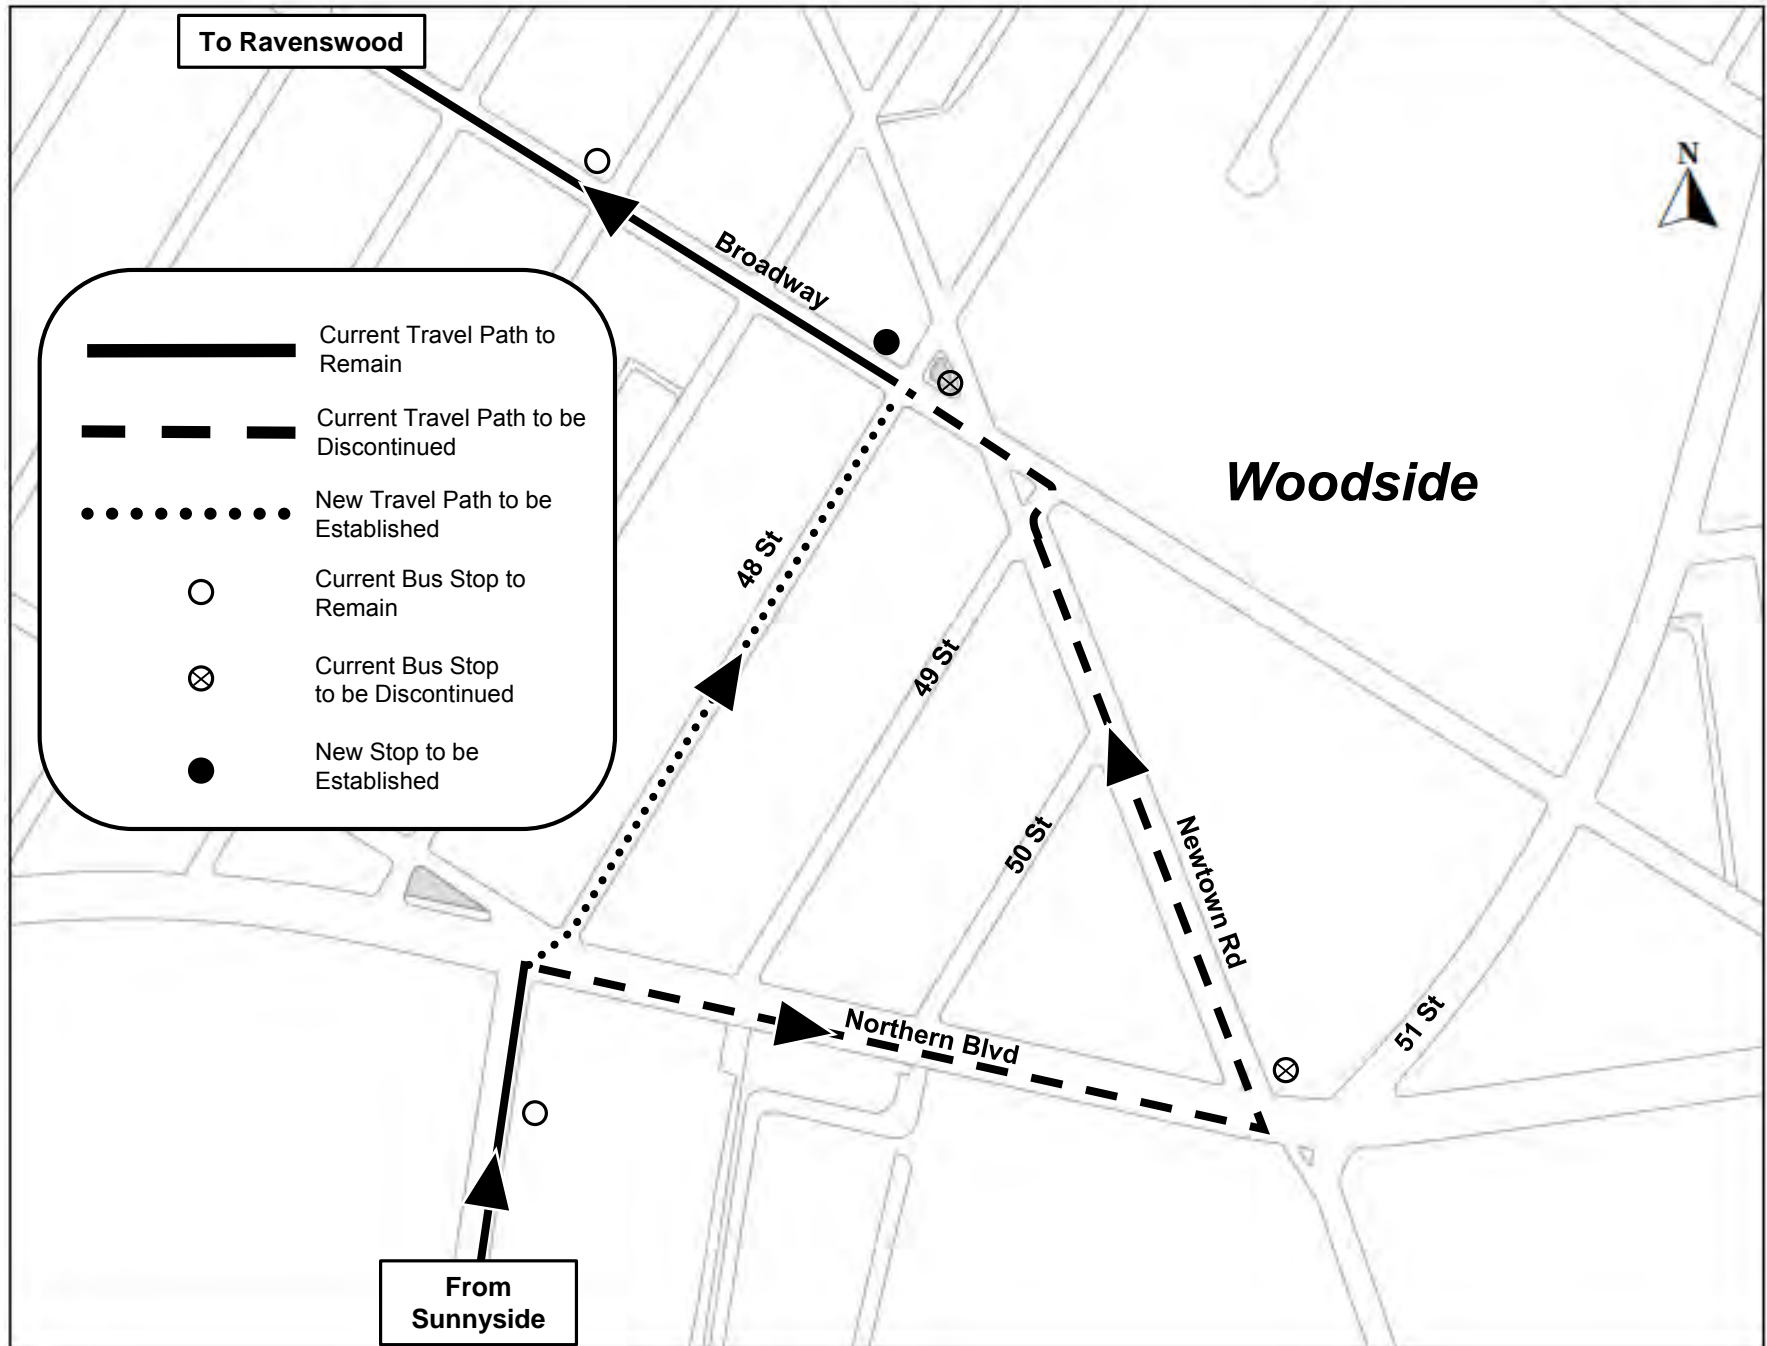 To Ravenswood
N
Broadway
Current Travel Path to
Remain
Current Travel Path to be
Discontinued
New Travel Path to be
Established
Current Bus Stop to
Remain
Current Bus Stop
to be Discontinued
New Stop to be
Established
Woodside
48 St
49 St
50 St
Newtown Rd
51 St
Northern Blvd
From
Sunnyside